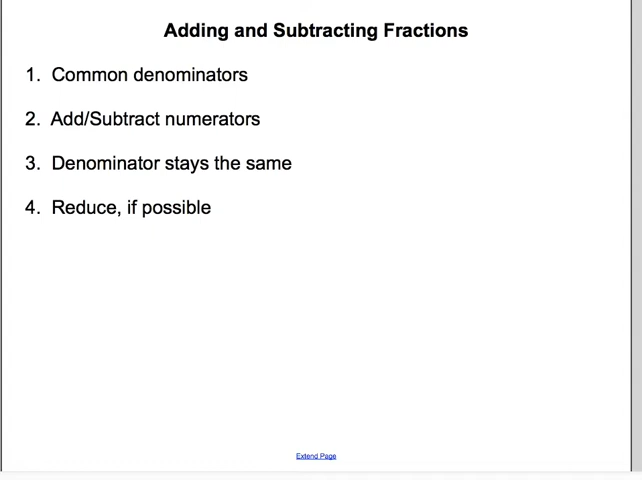 Adding and Subtracting Fractions
1. Common denominators
2. Add/Subtract numerators
3. Denominator stays the same
4. Reduce, if possible
Extend Page